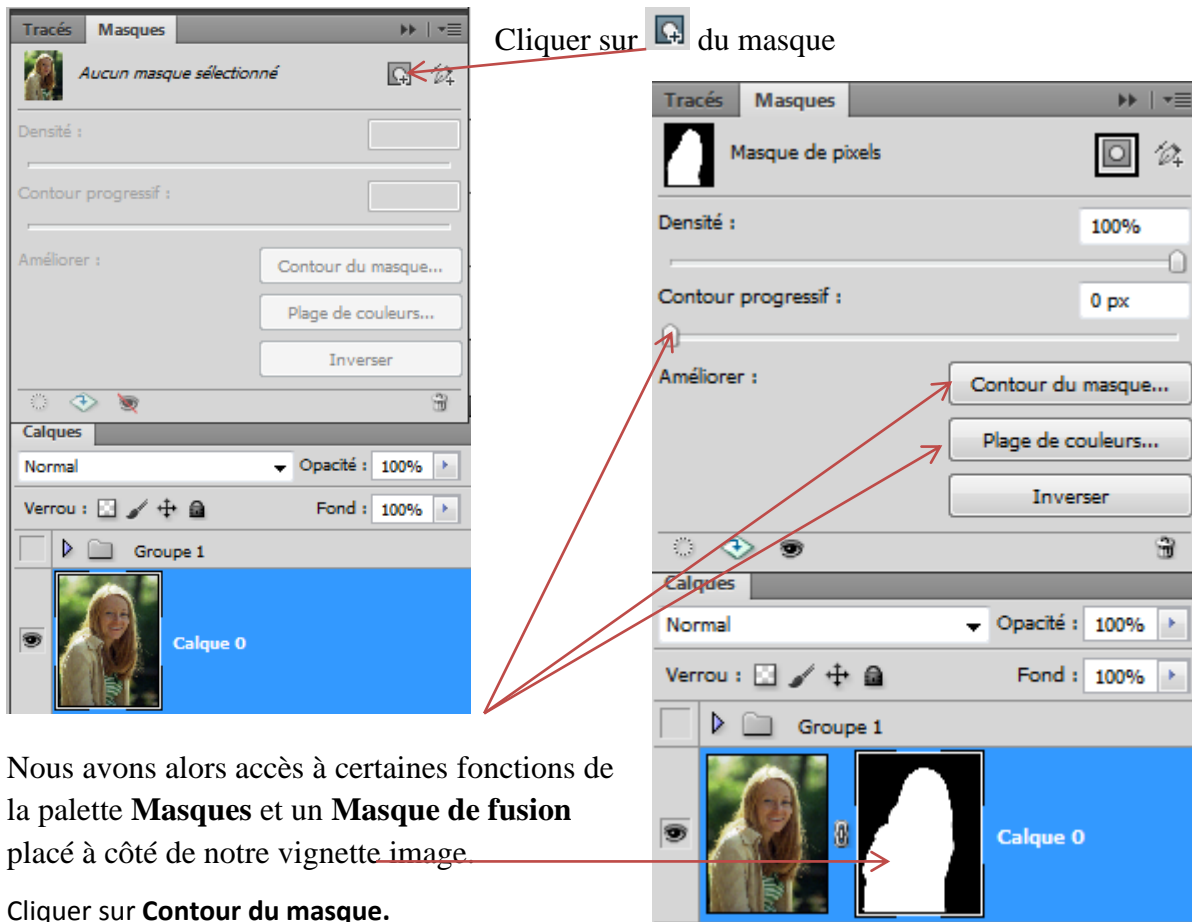 Cliquer sur du masque
Tracés Masques
Aucun masque sélectionné
Densité :
Contour progressif :
Améliorer :
Contour du masque...
Plage de couleurs...
Inverser
Calques
Normal Opacité : 100%
Verrou : Fond : 100%
Groupe 1
Calque 0
Tracés Masques
Masque de pixels
Densité : 100%
Contour progressif : 0 px
Améliorer :
Contour du masque...
Plage de couleurs...
Inverser
Calques
Normal Opacité : 100%
Verrou : Fond : 100%
Groupe 1
Calque 0
Nous avons alors accès à certaines fonctions de
la palette Masques et un Masque de fusion
placé à côté de notre vignette image.
Cliquer sur Contour du masque.